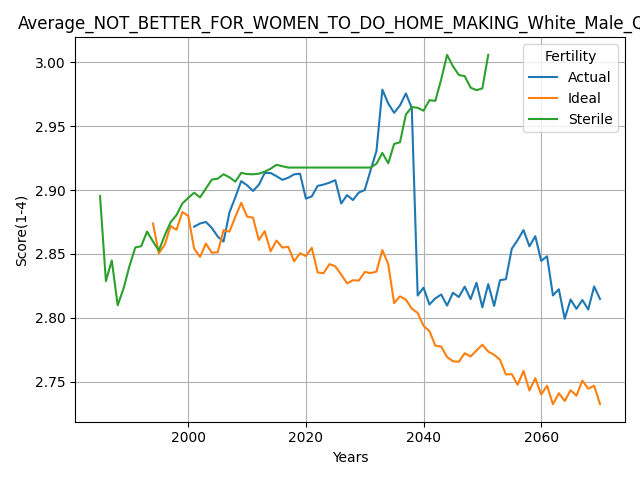 Average_NOT_BETTER_FOR_WOMEN_TO_DO_HOME_MAKING_White_Male_
Fertility
Actual
Ideal
Sterile
Score(1-4)
3.00
2.95
2.90
2.85
2.80
2.75
2000 2020 2040 2060
Years